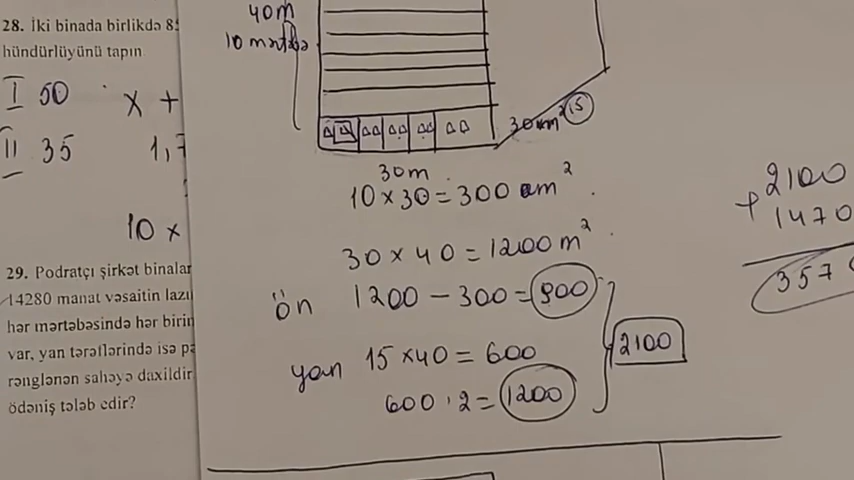 28. İki binada birlikdə 85
hündürlüyünü tapın
I 50
x +
II 35
1,7
10 x
29. Podratçı şirkət binalar
14280 manat vəsaitin lazı
hər mərtəbəsində hər birin
var, yan tərəflərində isə pə
rənglənən sahəyə daxildir
ödəniş tələb edir?
40m
10 mərtəbə
30m
15
10 × 30 = 300 m²
30 × 40 = 1200 m²
ön 1200 - 300 = 900
yan 15 × 40 = 600
600 · 2 = 1200
2100
2100
+ 1470
357